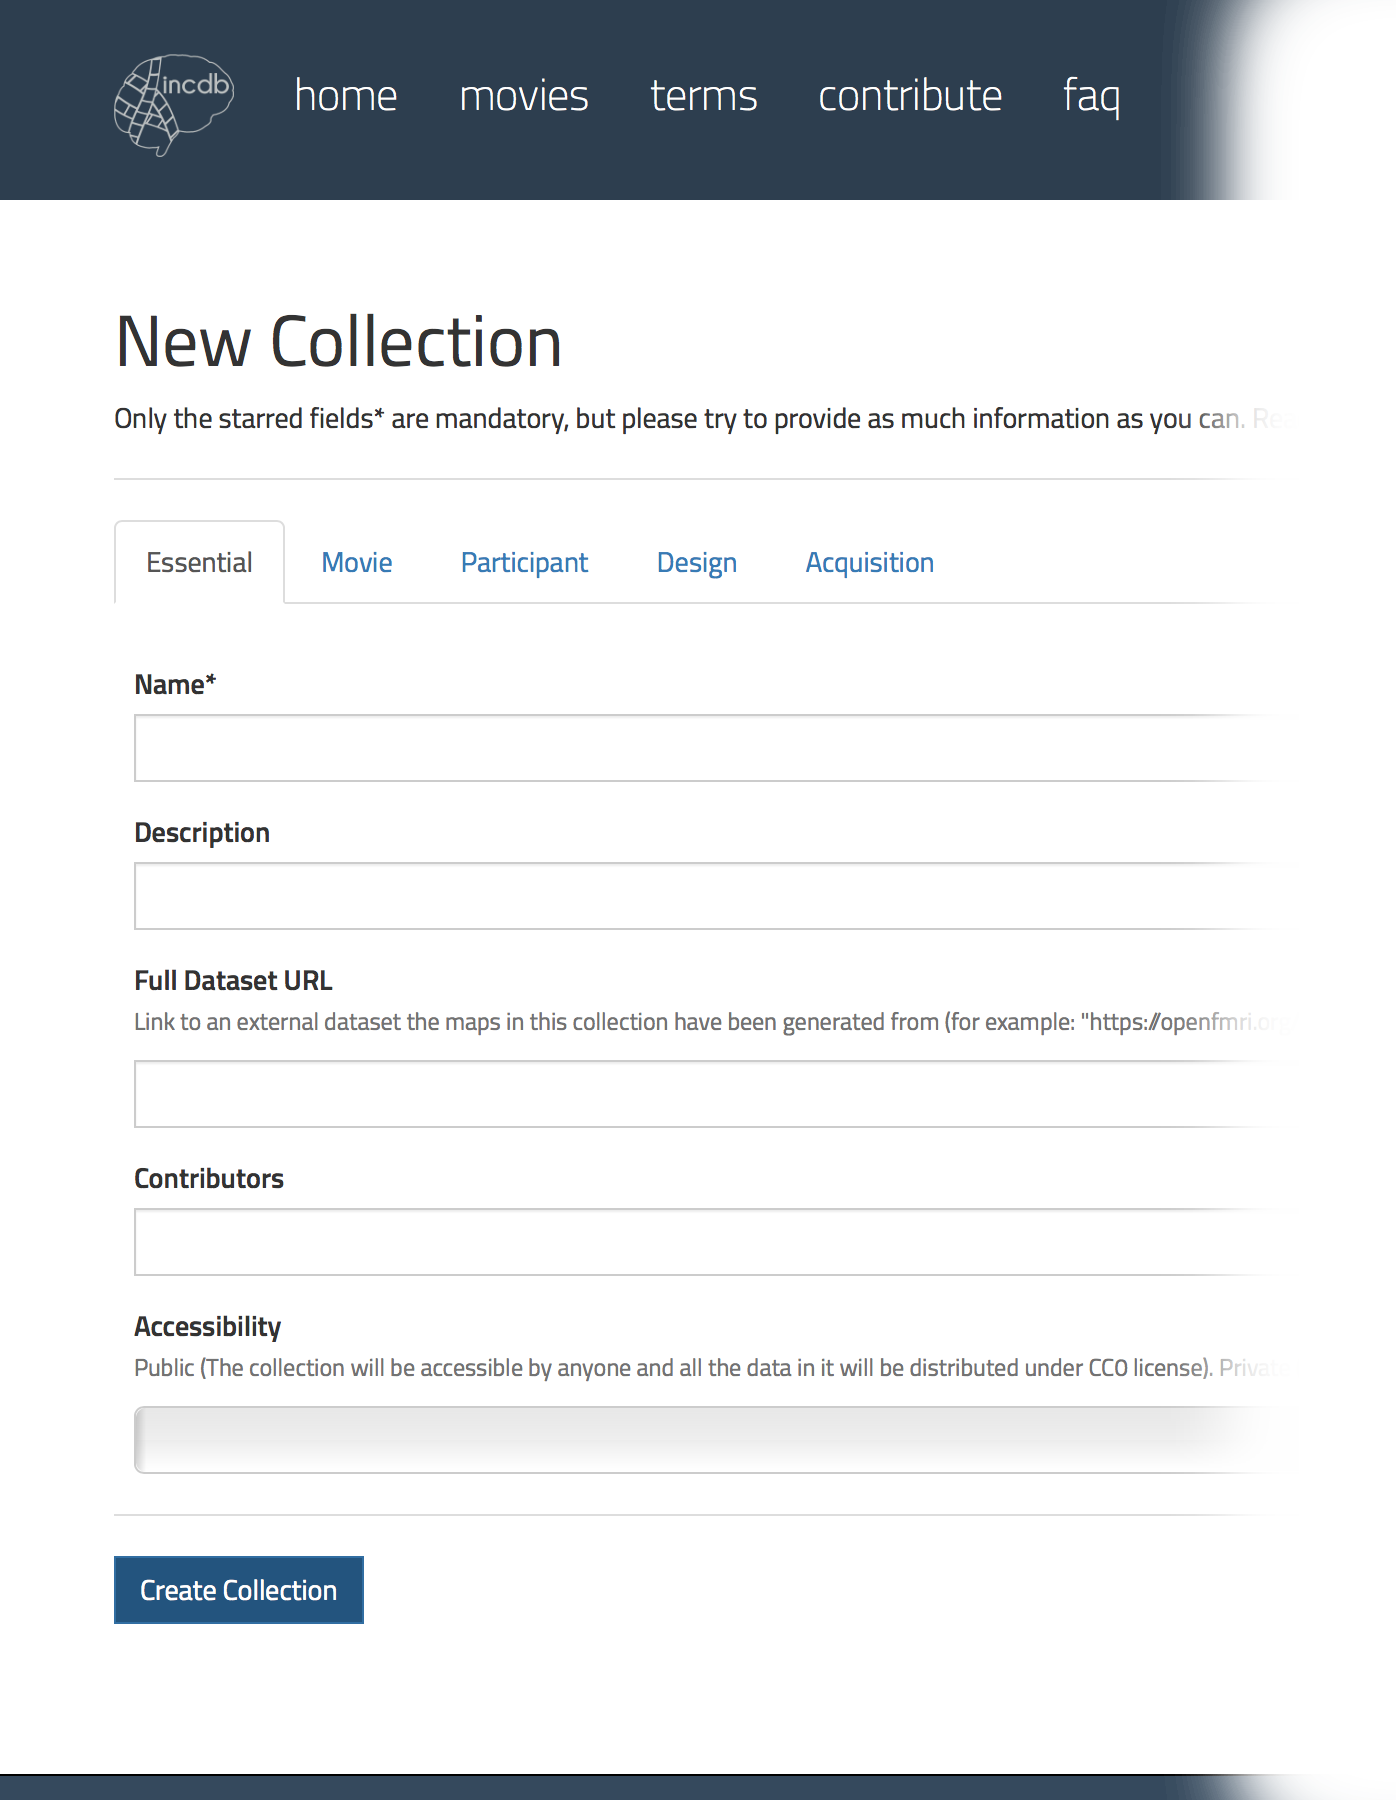 incdb
home movies terms contribute faq
New Collection
Only the starred fields* are mandatory, but please try to provide as much information as you can.
Essential Movie Participant Design Acquisition
Name*
Description
Full Dataset URL
Link to an external dataset the maps in this collection have been generated from (for example: "https://openfmri.org
Contributors
Accessibility
Public (The collection will be accessible by anyone and all the data in it will be distributed under CC0 license). Private
Create Collection